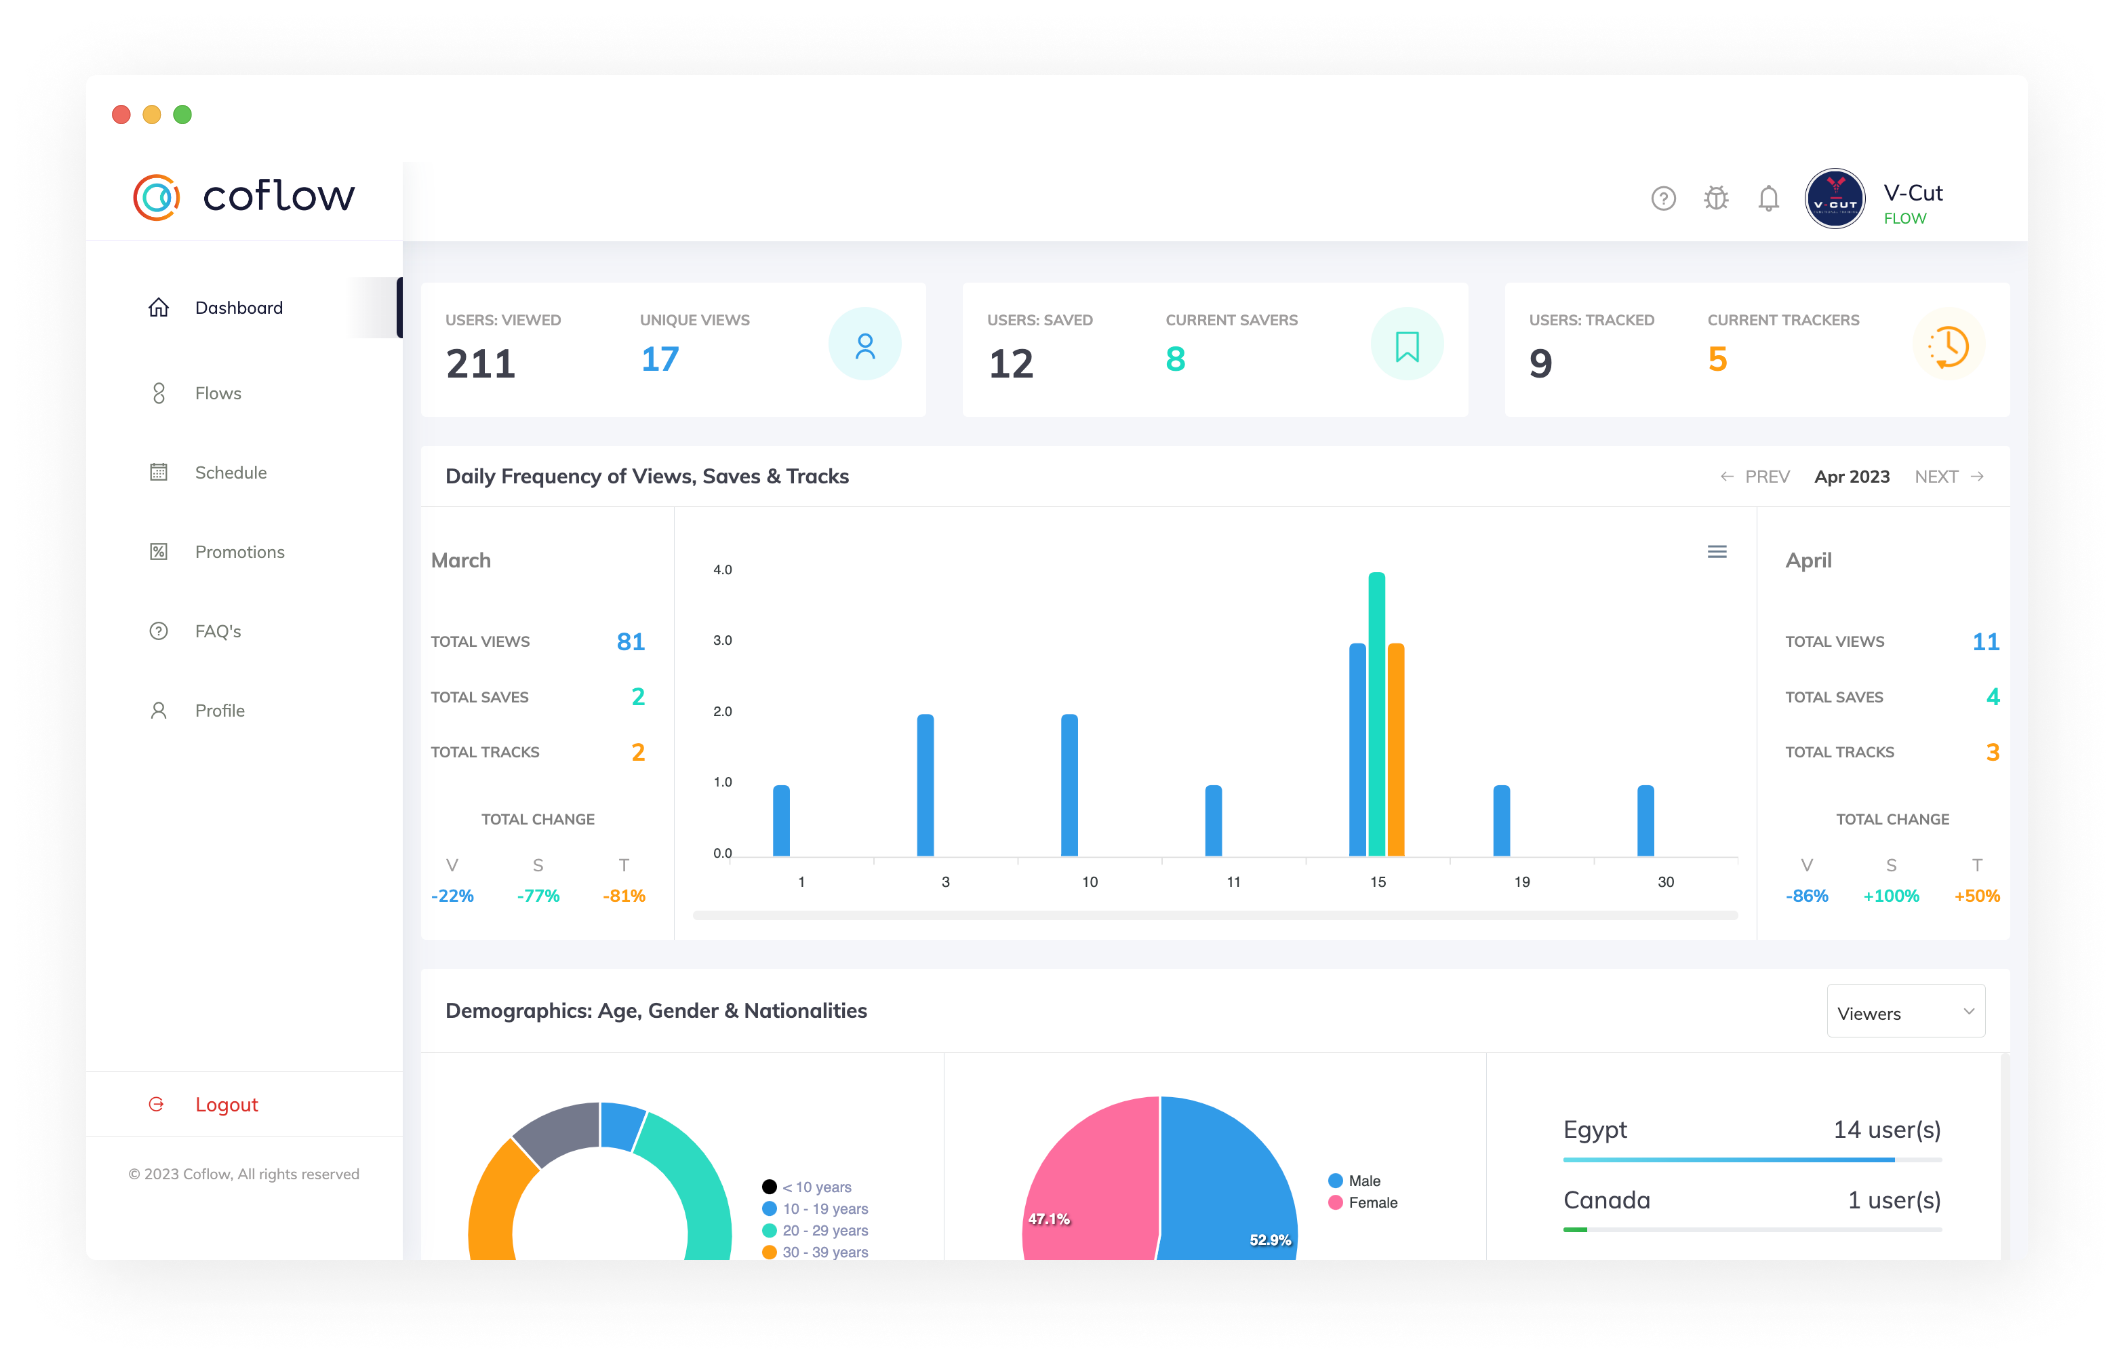 coflow
V-CUT
V-Cut
FLOW
Dashboard
Flows
Schedule
Promotions
FAQ's
Profile
Logout
© 2023 Coflow, All rights reserved
USERS: VIEWED
211
UNIQUE VIEWS
17
USERS: SAVED
12
CURRENT SAVERS
8
USERS: TRACKED
9
CURRENT TRACKERS
5
Daily Frequency of Views, Saves & Tracks
← PREV Apr 2023 NEXT →
March
TOTAL VIEWS 81
TOTAL SAVES 2
TOTAL TRACKS 2
TOTAL CHANGE
V S T
-22% -77% -81%
4.0
3.0
2.0
1.0
0.0
1 3 10 11 15 19 30
April
TOTAL VIEWS 11
TOTAL SAVES 4
TOTAL TRACKS 3
TOTAL CHANGE
V S T
-86% +100% +50%
Demographics: Age, Gender & Nationalities
Viewers
< 10 years
10 - 19 years
20 - 29 years
30 - 39 years
47.1%
52.9%
Male
Female
Egypt 14 user(s)
Canada 1 user(s)